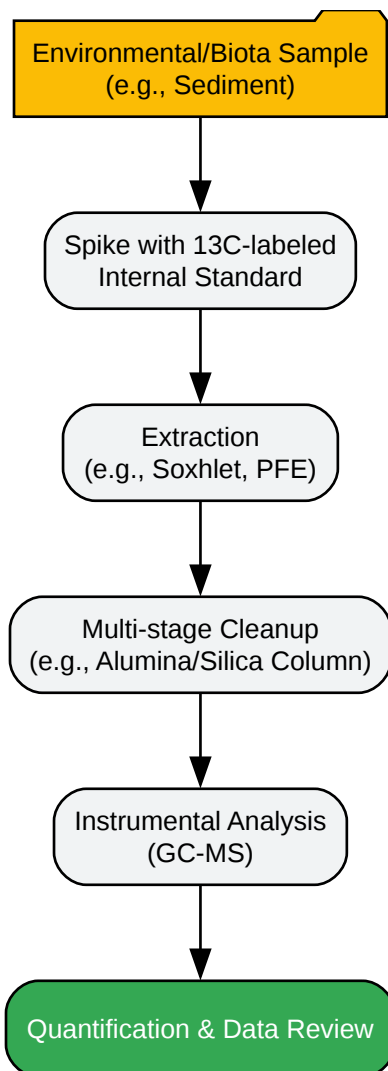 Environmental/Biota Sample
(e.g., Sediment)
Spike with 13C-labeled
Internal Standard
Extraction
(e.g., Soxhlet, PFE)
Multi-stage Cleanup
(e.g., Alumina/Silica Column)
Instrumental Analysis
(GC-MS)
Quantification & Data Review